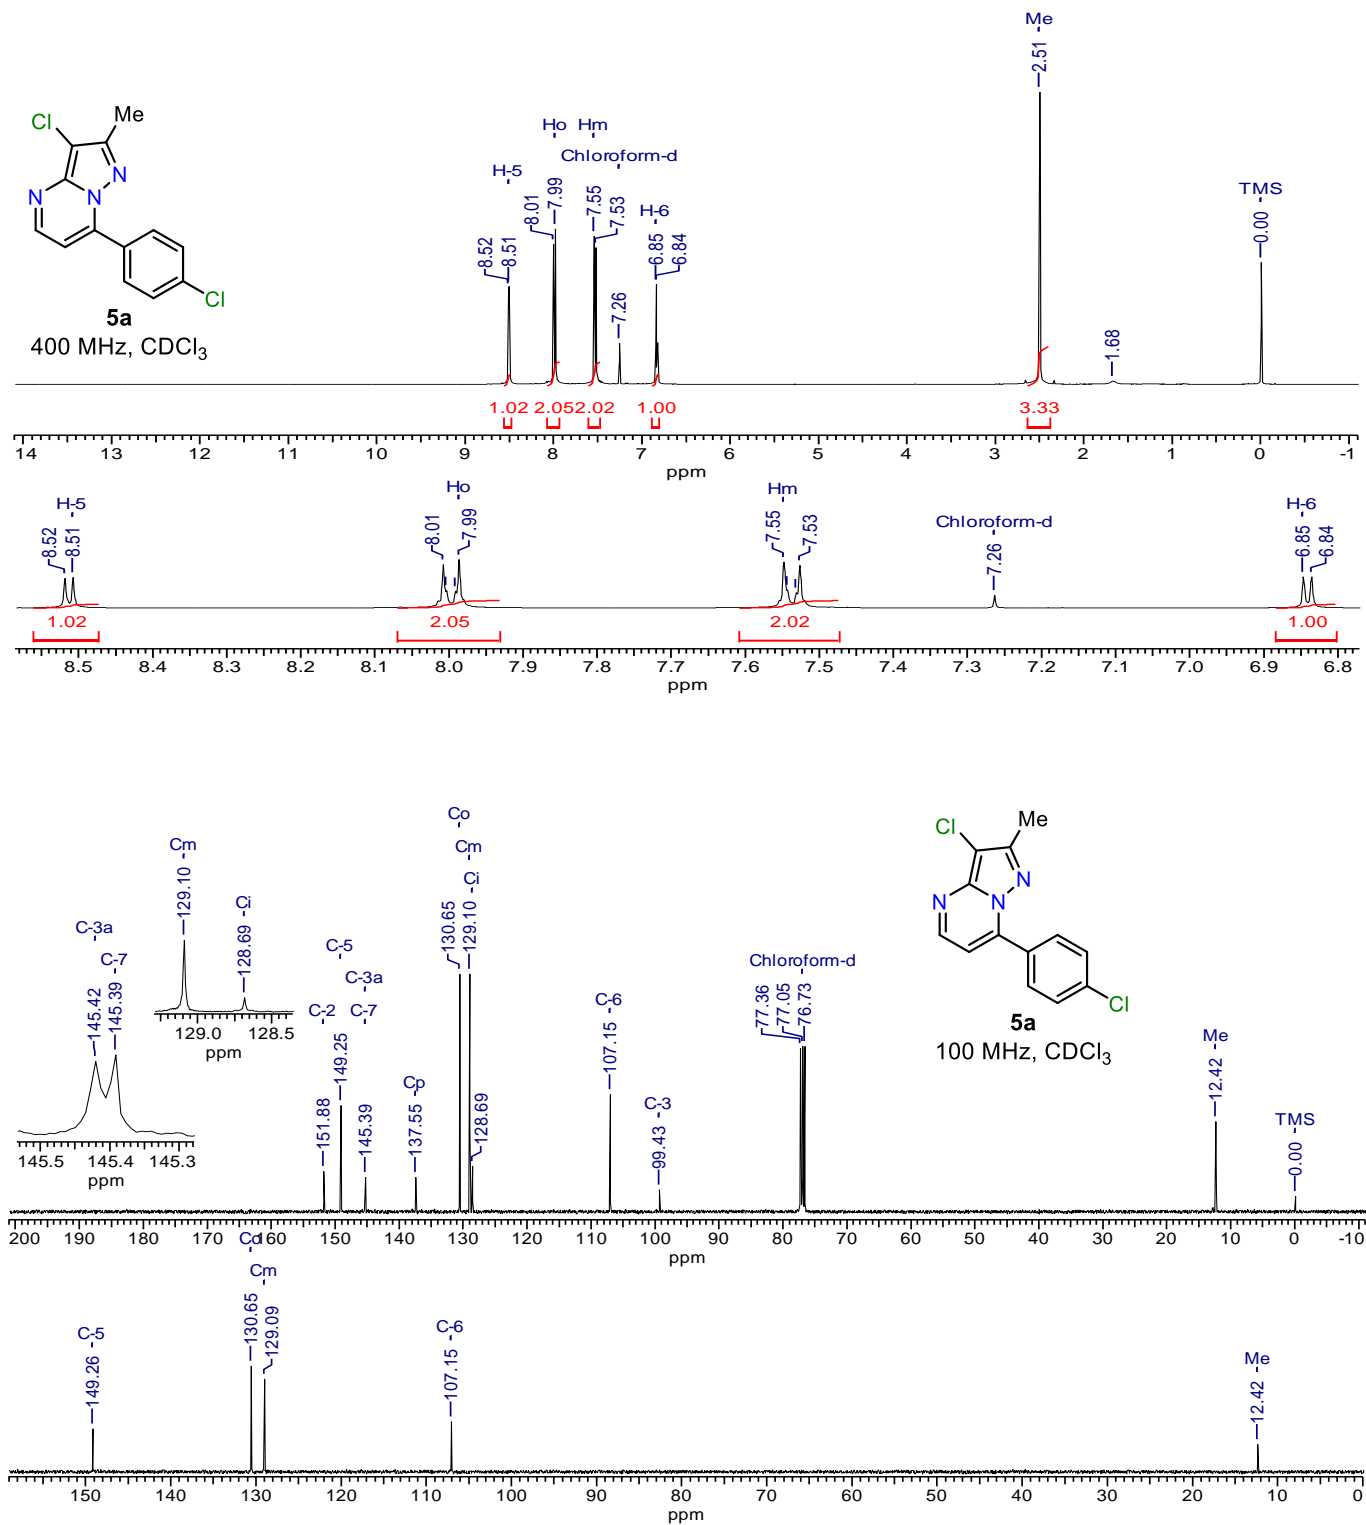 Me
2.51
Cl
Me
N
N
N
Cl
5a
400 MHz, CDCl3
H-5
8.52
8.51
Ho
8.01
7.99
Hm
7.55
7.53
Chloroform-d
7.26
H-6
6.85
6.84
1.68
TMS
0.00
1.02 2.05 2.02 1.00 3.33
14 13 12 11 10 9 8 7 6 5 4 3 2 1 0 -1
ppm
H-5
8.52
8.51
Ho
8.01
7.99
Hm
7.55
7.53
Chloroform-d
7.26
H-6
6.85
6.84
1.02 2.05 2.02 1.00
8.5 8.4 8.3 8.2 8.1 8.0 7.9 7.8 7.7 7.6 7.5 7.4 7.3 7.2 7.1 7.0 6.9 6.8
ppm
C-3a
145.42
C-7
145.39
145.5 145.4 145.3
ppm
Cm
129.10
Ci
128.69
129.0 128.5
ppm
C-2
151.88
C-5
149.25
C-3a
C-7
145.39
Cp
137.55
Co
130.65
Cm
129.10
Ci
128.69
C-6
107.15
C-3
99.43
Chloroform-d
77.36
77.05
76.73
Me
12.42
TMS
0.00
Cl
Me
N
N
N
Cl
5a
100 MHz, CDCl3
200 190 180 170 160 150 140 130 120 110 100 90 80 70 60 50 40 30 20 10 0 -10
ppm
C-5
149.26
Co
130.65
Cm
129.09
C-6
107.15
Me
12.42
150 140 130 120 110 100 90 80 70 60 50 40 30 20 10 0
ppm